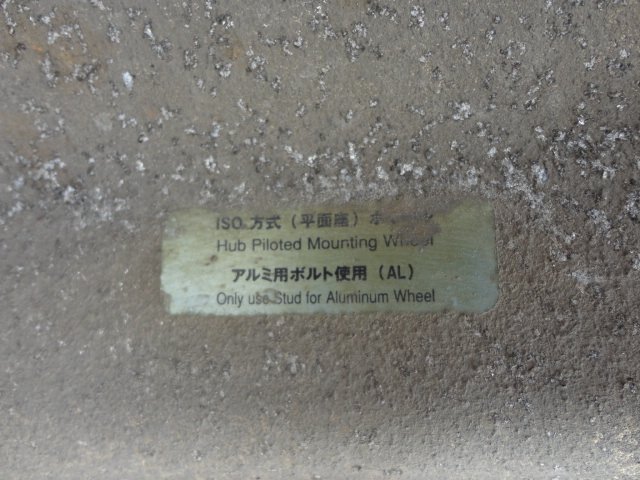 ISO 方式（平面座）
Hub Piloted Mounting Wheel
アルミ用ボルト使用（AL）
Only use Stud for Aluminum Wheel